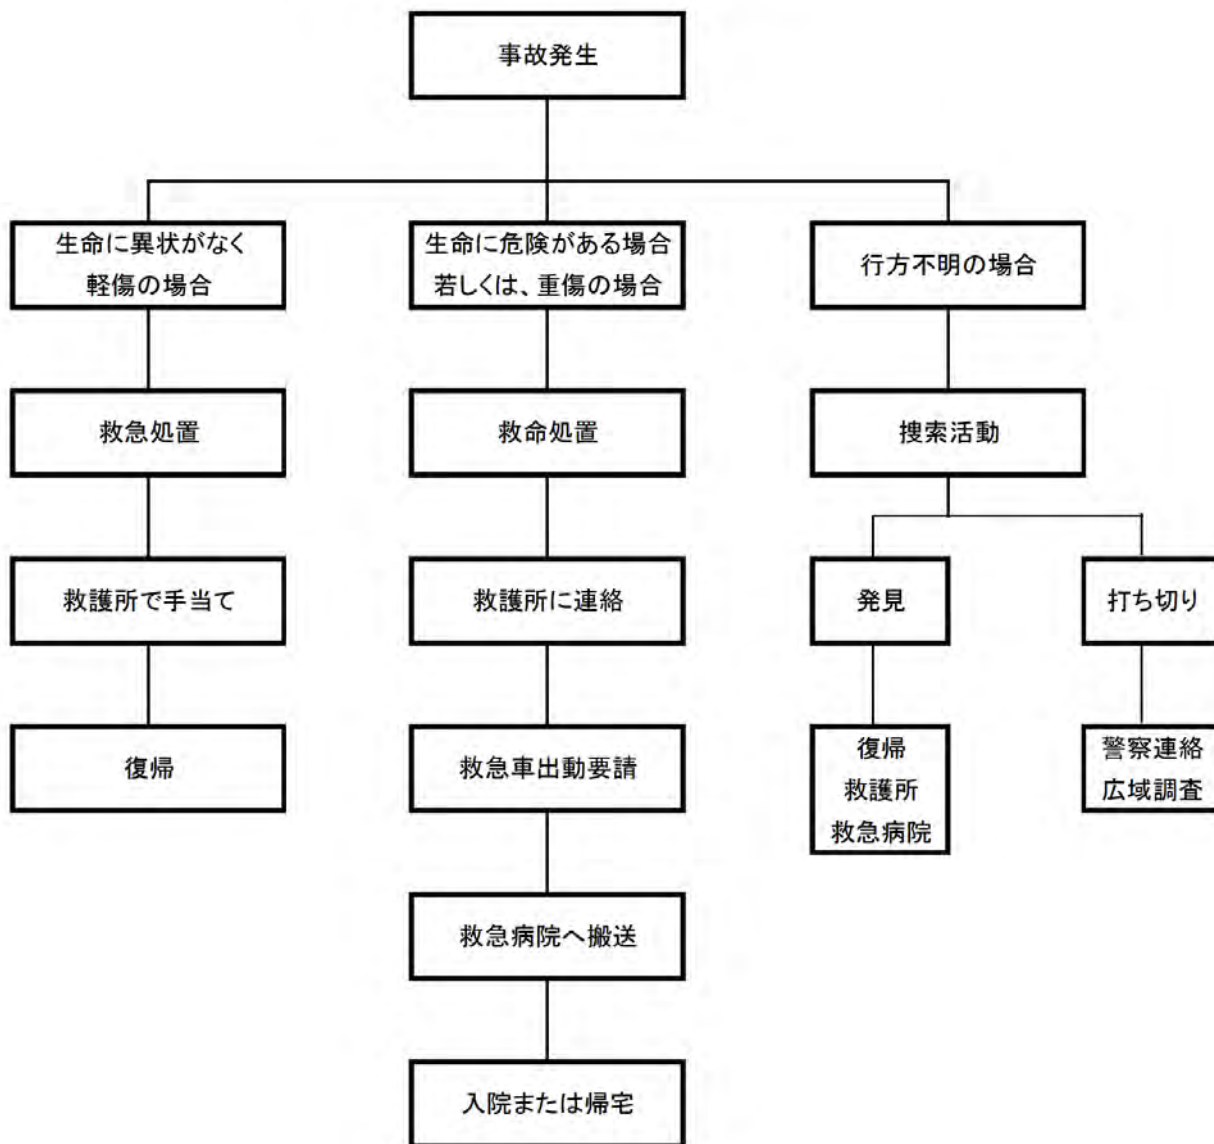 事故発生
生命に異状がなく
軽傷の場合
生命に危険がある場合
若しくは、重傷の場合
行方不明の場合
救急処置
救命処置
捜索活動
救護所で手当て
救護所に連絡
発見
打ち切り
復帰
救急車出動要請
復帰
救護所
救急病院
警察連絡
広域調査
救急病院へ搬送
入院または帰宅